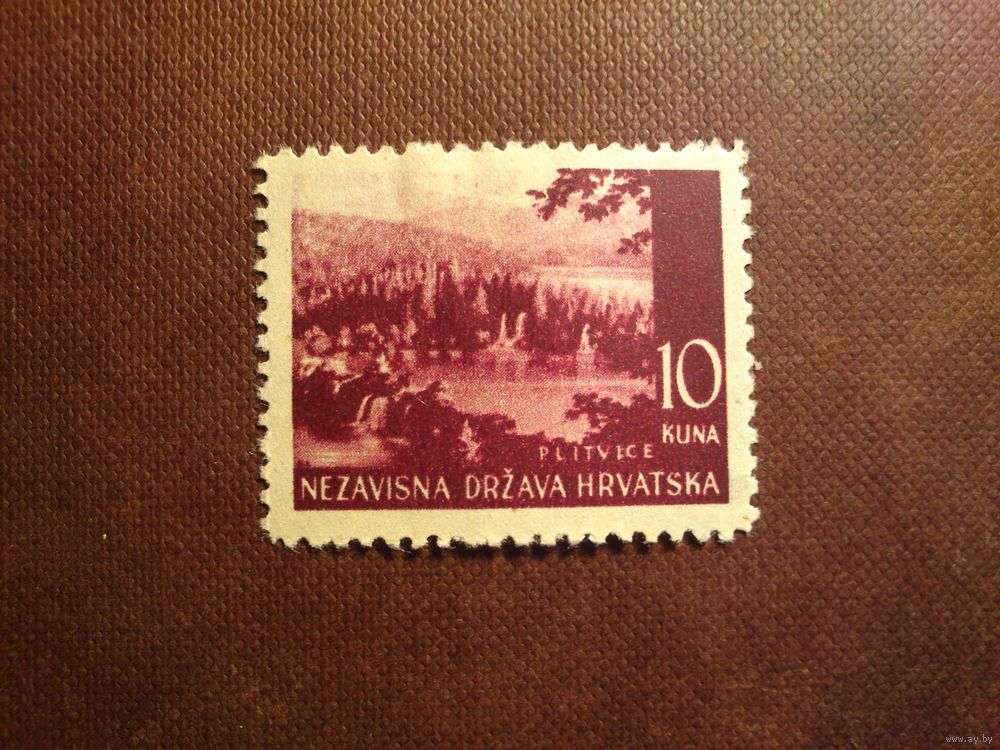 10
KUNA
PLITVICE
NEZAVISNA DRŽAVA HRVATSKA
www.ay.by